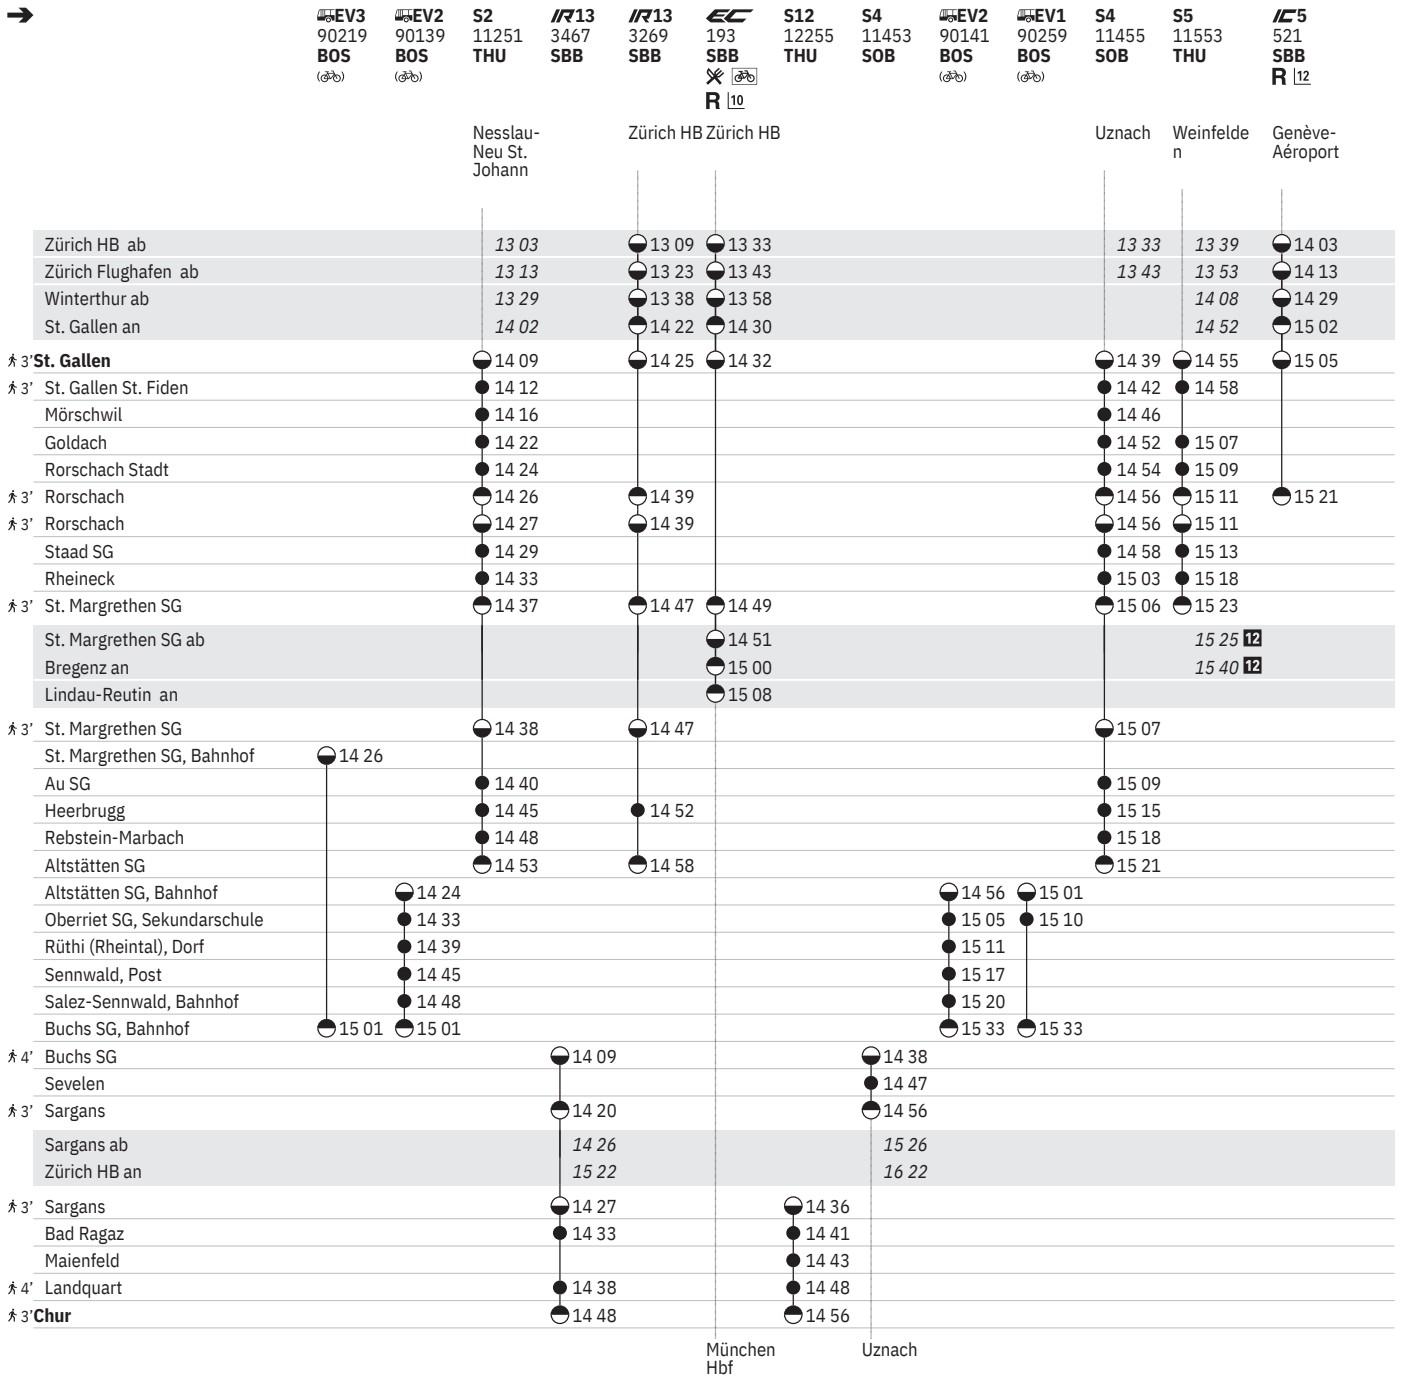 EV3 EV2 S2 IR13 IR13 EC S12 S4 EV2 EV1 S4 S5 IC5
90219 90139 11251 3467 3269 193 12255 11453 90141 90259 11455 11553 521
BOS BOS THU SBB SBB SBB THU SOB BOS BOS SOB THU SBB
R 12
R 10
Nesslau- Zürich HB Zürich HB Uznach Weinfelde Genève-
Neu St. n Aéroport
Johann
Zürich HB ab 13 03 13 09 13 33 13 33 13 39 14 03
Zürich Flughafen ab 13 13 13 23 13 43 13 43 13 53 14 13
Winterthur ab 13 29 13 38 13 58 14 08 14 29
St. Gallen an 14 02 14 22 14 30 14 52 15 02
3’ St. Gallen 14 09 14 25 14 32 14 39 14 55 15 05
3’ St. Gallen St. Fiden 14 12 14 42 14 58
Mörschwil 14 16 14 46
Goldach 14 22 14 52 15 07
Rorschach Stadt 14 24 14 54 15 09
3’ Rorschach 14 26 14 39 14 56 15 11 15 21
3’ Rorschach 14 27 14 39 14 56 15 11
Staad SG 14 29 14 58 15 13
Rheineck 14 33 15 03 15 18
3’ St. Margrethen SG 14 37 14 47 14 49 15 06 15 23
St. Margrethen SG ab 14 51 15 25 12
Bregenz an 15 00 15 40 12
Lindau-Reutin an 15 08
3’ St. Margrethen SG 14 38 14 47 15 07
St. Margrethen SG, Bahnhof 14 26
Au SG 14 40 15 09
Heerbrugg 14 45 14 52 15 15
Rebstein-Marbach 14 48 15 18
Altstätten SG 14 53 14 58 15 21
Altstätten SG, Bahnhof 14 24 14 56 15 01
Oberriet SG, Sekundarschule 14 33 15 05 15 10
Rüthi (Rheintal), Dorf 14 39 15 11
Sennwald, Post 14 45 15 17
Salez-Sennwald, Bahnhof 14 48 15 20
Buchs SG, Bahnhof 15 01 15 01 15 33 15 33
4’ Buchs SG 14 09 14 38
Sevelen 14 47
3’ Sargans 14 20 14 56
Sargans ab 14 26 15 26
Zürich HB an 15 22 16 22
3’ Sargans 14 27 14 36
Bad Ragaz 14 33 14 41
Maienfeld 14 43
4’ Landquart 14 38 14 48
3’ Chur 14 48 14 56
München Uznach
Hbf